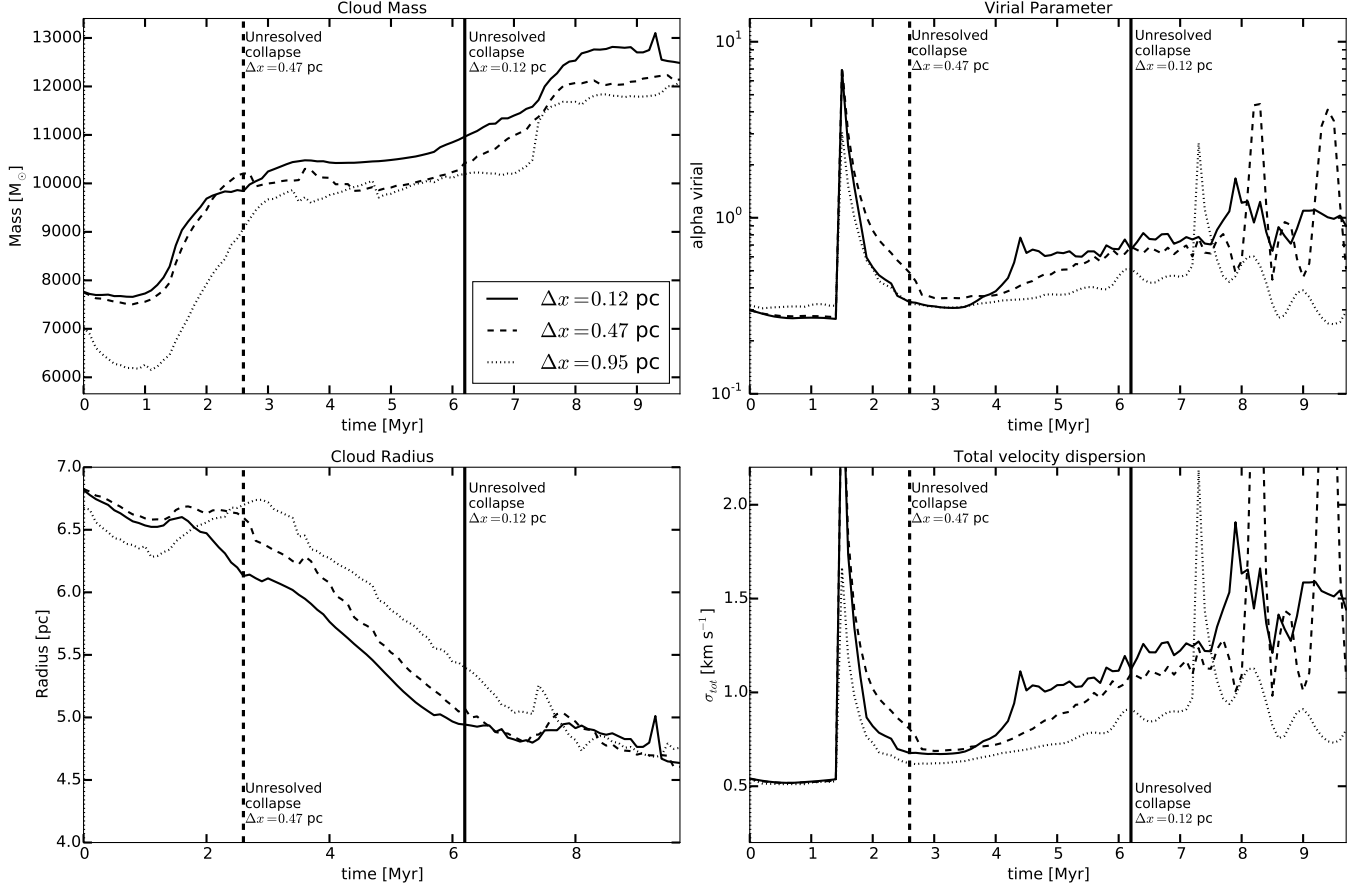 Cloud Mass
Mass [M☉]
13000
12000
11000
10000
9000
8000
7000
6000
Unresolved
collapse
Δx=0.47 pc
Unresolved
collapse
Δx=0.12 pc
Δx=0.12 pc
Δx=0.47 pc
Δx=0.95 pc
0 1 2 3 4 5 6 7 8 9
time [Myr]
Virial Parameter
alpha virial
10¹
10⁰
10⁻¹
Unresolved
collapse
Δx=0.47 pc
Unresolved
collapse
Δx=0.12 pc
0 1 2 3 4 5 6 7 8 9
time [Myr]
Cloud Radius
Radius [pc]
7.0
6.5
6.0
5.5
5.0
4.5
4.0
Unresolved
collapse
Δx=0.12 pc
Unresolved
collapse
Δx=0.47 pc
0 2 4 6 8
time [Myr]
Total velocity dispersion
σtot [km s⁻¹]
2.0
1.5
1.0
0.5
Unresolved
collapse
Δx=0.47 pc
Unresolved
collapse
Δx=0.12 pc
0 1 2 3 4 5 6 7 8 9
time [Myr]